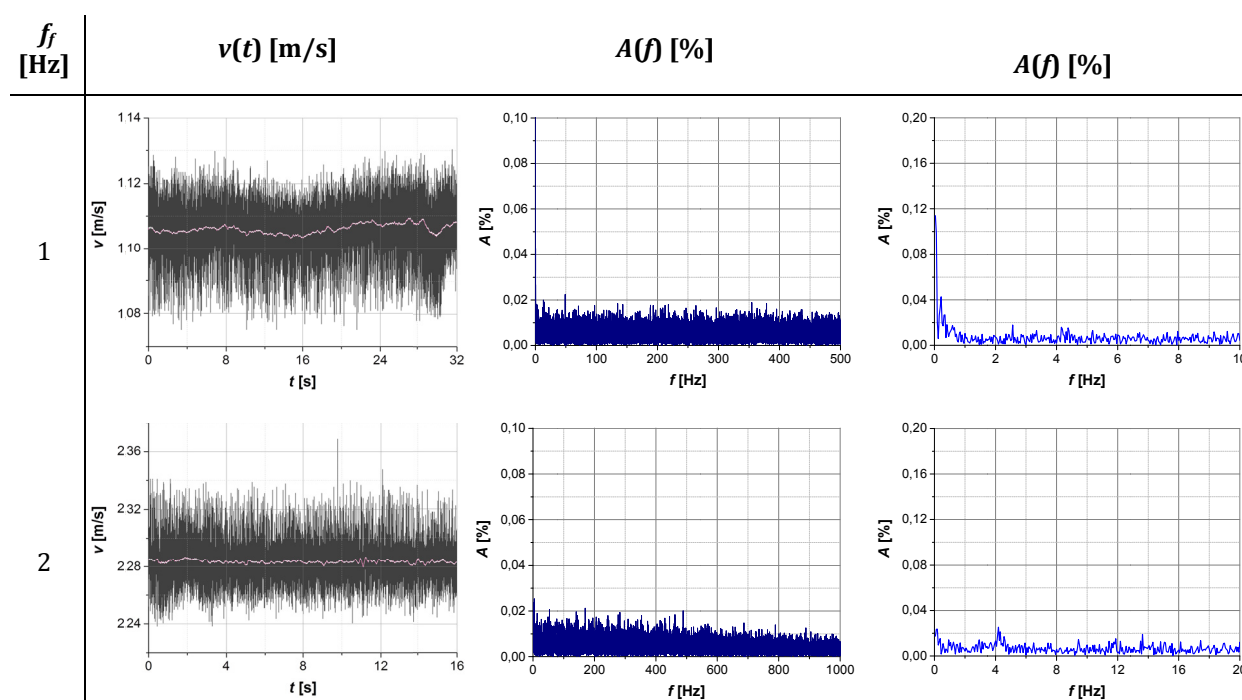 f_f
[Hz]
v(t) [m/s]
A(f) [%]
A(f) [%]
1
1.14
1.12
1.10
1.08
v [m/s]
0 8 16 24 32
t [s]
0,10
0,08
0,06
0,04
0,02
0,00
A [%]
0 100 200 300 400 500
f [Hz]
0,20
0,16
0,12
0,08
0,04
0,00
A [%]
0 2 4 6 8 10
f [Hz]
2
2.36
2.32
2.28
2.24
v [m/s]
0 4 8 12 16
t [s]
0,10
0,08
0,06
0,04
0,02
0,00
A [%]
0 200 400 600 800 1000
f [Hz]
0,20
0,16
0,12
0,08
0,04
0,00
A [%]
0 4 8 12 16 20
f [Hz]